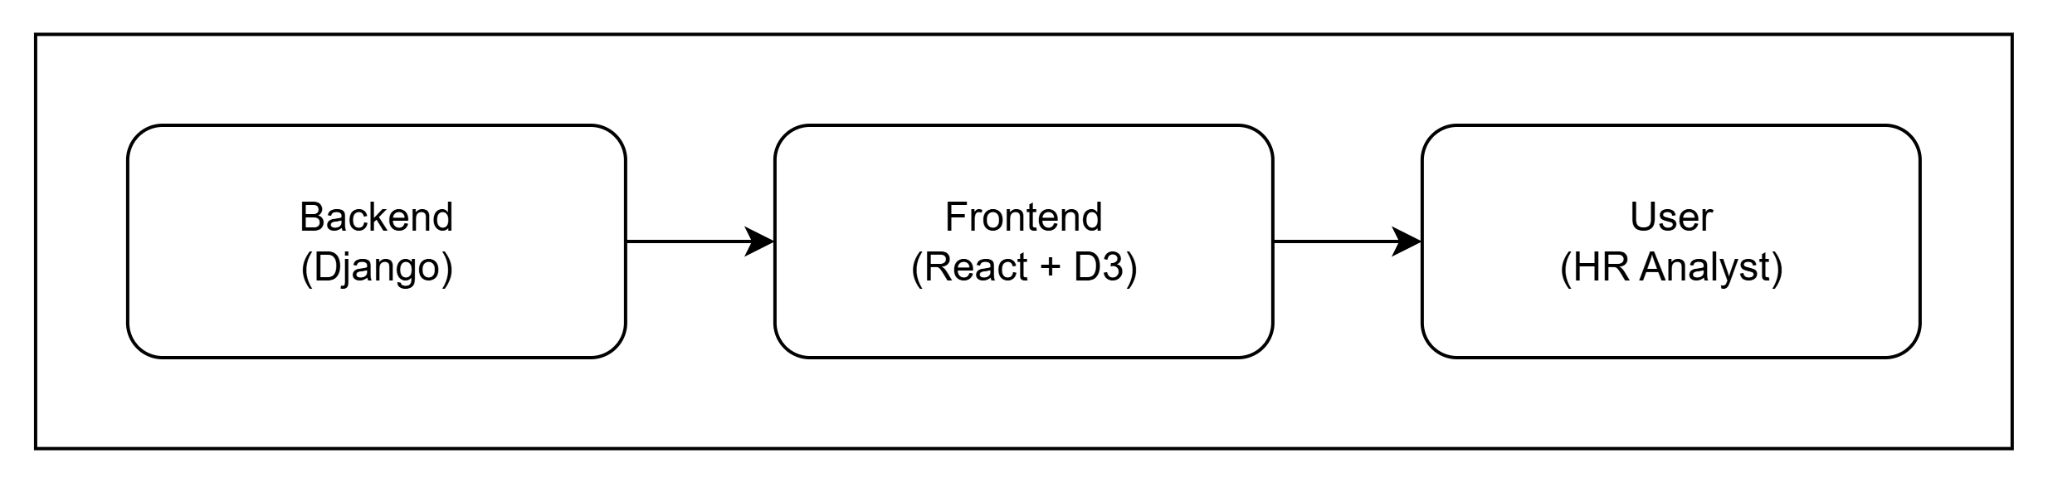 Backend
(Django)
Frontend
(React + D3)
User
(HR Analyst)